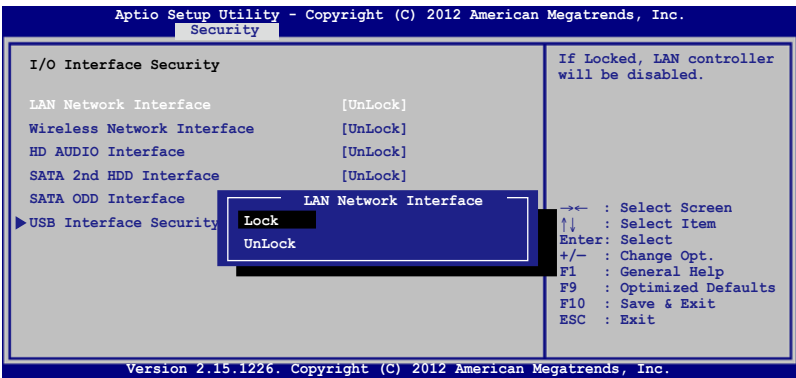 Aptio Setup Utility - Copyright (C) 2012 American Megatrends, Inc.
Security
I/O Interface Security
LAN Network Interface [UnLock]
Wireless Network Interface [UnLock]
HD AUDIO Interface [UnLock]
SATA 2nd HDD Interface [UnLock]
SATA ODD Interface
USB Interface Security
LAN Network Interface
Lock
UnLock
If Locked, LAN controller
will be disabled.
→← : Select Screen
↑↓ : Select Item
Enter: Select
+/— : Change Opt.
F1 : General Help
F9 : Optimized Defaults
F10 : Save & Exit
ESC : Exit
Version 2.15.1226. Copyright (C) 2012 American Megatrends, Inc.